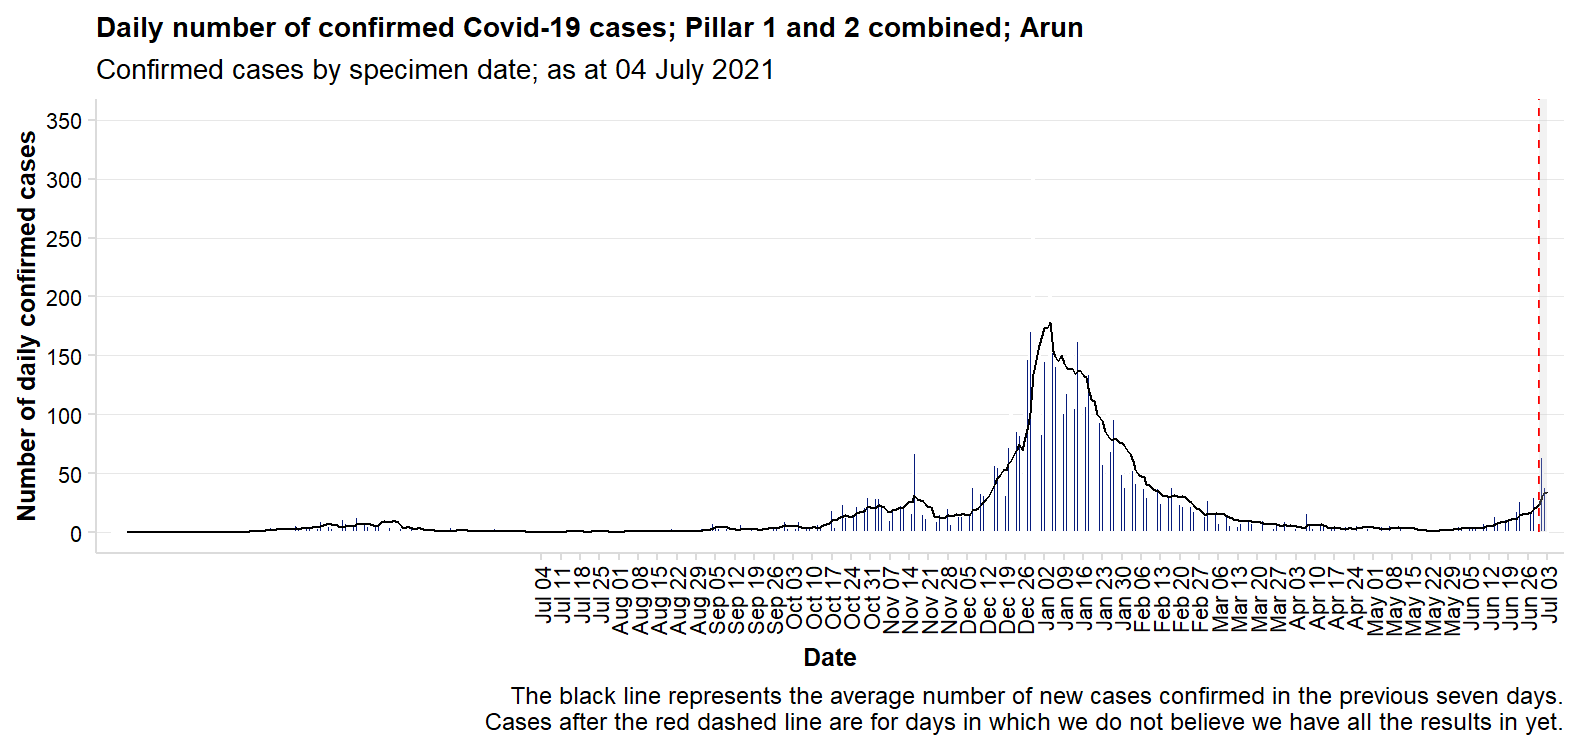 Daily number of confirmed Covid-19 cases; Pillar 1 and 2 combined; Arun
Confirmed cases by specimen date; as at 04 July 2021
Number of daily confirmed cases
350
300
250
200
150
100
50
0
Jul 04
Jul 11
Jul 18
Jul 25
Aug 01
Aug 08
Aug 15
Aug 22
Aug 29
Sep 05
Sep 12
Sep 19
Sep 26
Oct 03
Oct 10
Oct 17
Oct 24
Oct 31
Nov 07
Nov 14
Nov 21
Nov 28
Dec 05
Dec 12
Dec 19
Dec 26
Jan 02
Jan 09
Jan 16
Jan 23
Jan 30
Feb 06
Feb 13
Feb 20
Feb 27
Mar 06
Mar 13
Mar 20
Mar 27
Apr 03
Apr 10
Apr 17
Apr 24
May 01
May 08
May 15
May 22
May 29
Jun 05
Jun 12
Jun 19
Jun 26
Jul 03
Date
The black line represents the average number of new cases confirmed in the previous seven days.
Cases after the red dashed line are for days in which we do not believe we have all the results in yet.